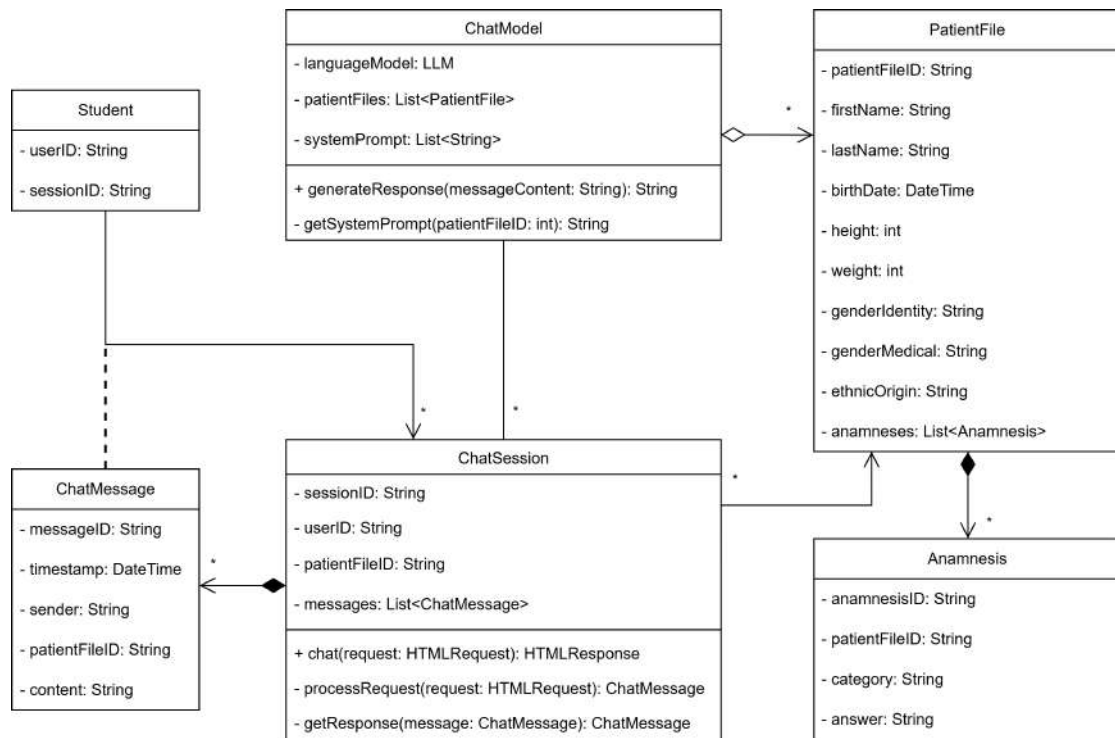 ChatModel
- languageModel: LLM
- patientFiles: List<PatientFile>
- systemPrompt: List<String>
+ generateResponse(messageContent: String): String
- getSystemPrompt(patientFileID: int): String
PatientFile
- patientFileID: String
- firstName: String
- lastName: String
- birthDate: DateTime
- height: int
- weight: int
- genderIdentity: String
- genderMedical: String
- ethnicOrigin: String
- anamneses: List<Anamnesis>
*
Student
- userID: String
- sessionID: String
*
*
ChatMessage
- messageID: String
- timestamp: DateTime
- sender: String
- patientFileID: String
- content: String
*
ChatSession
- sessionID: String
- userID: String
- patientFileID: String
- messages: List<ChatMessage>
+ chat(request: HTMLRequest): HTMLResponse
- processRequest(request: HTMLRequest): ChatMessage
- getResponse(message: ChatMessage): ChatMessage
*
*
Anamnesis
- anamnesisID: String
- patientFileID: String
- category: String
- answer: String